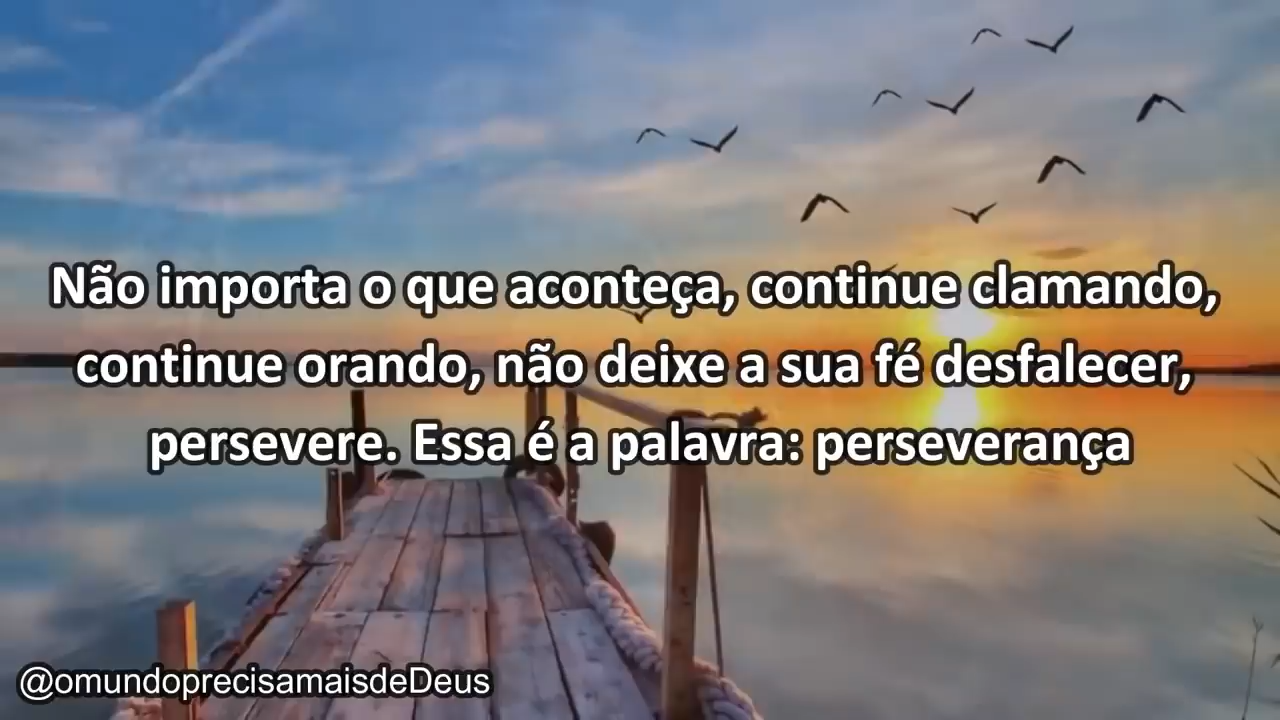 Não importa o que aconteça, continue clamando,
continue orando, não deixe a sua fé desfalecer,
persevere. Essa é a palavra: perseverança
@omundoprecisamaisdeDeus